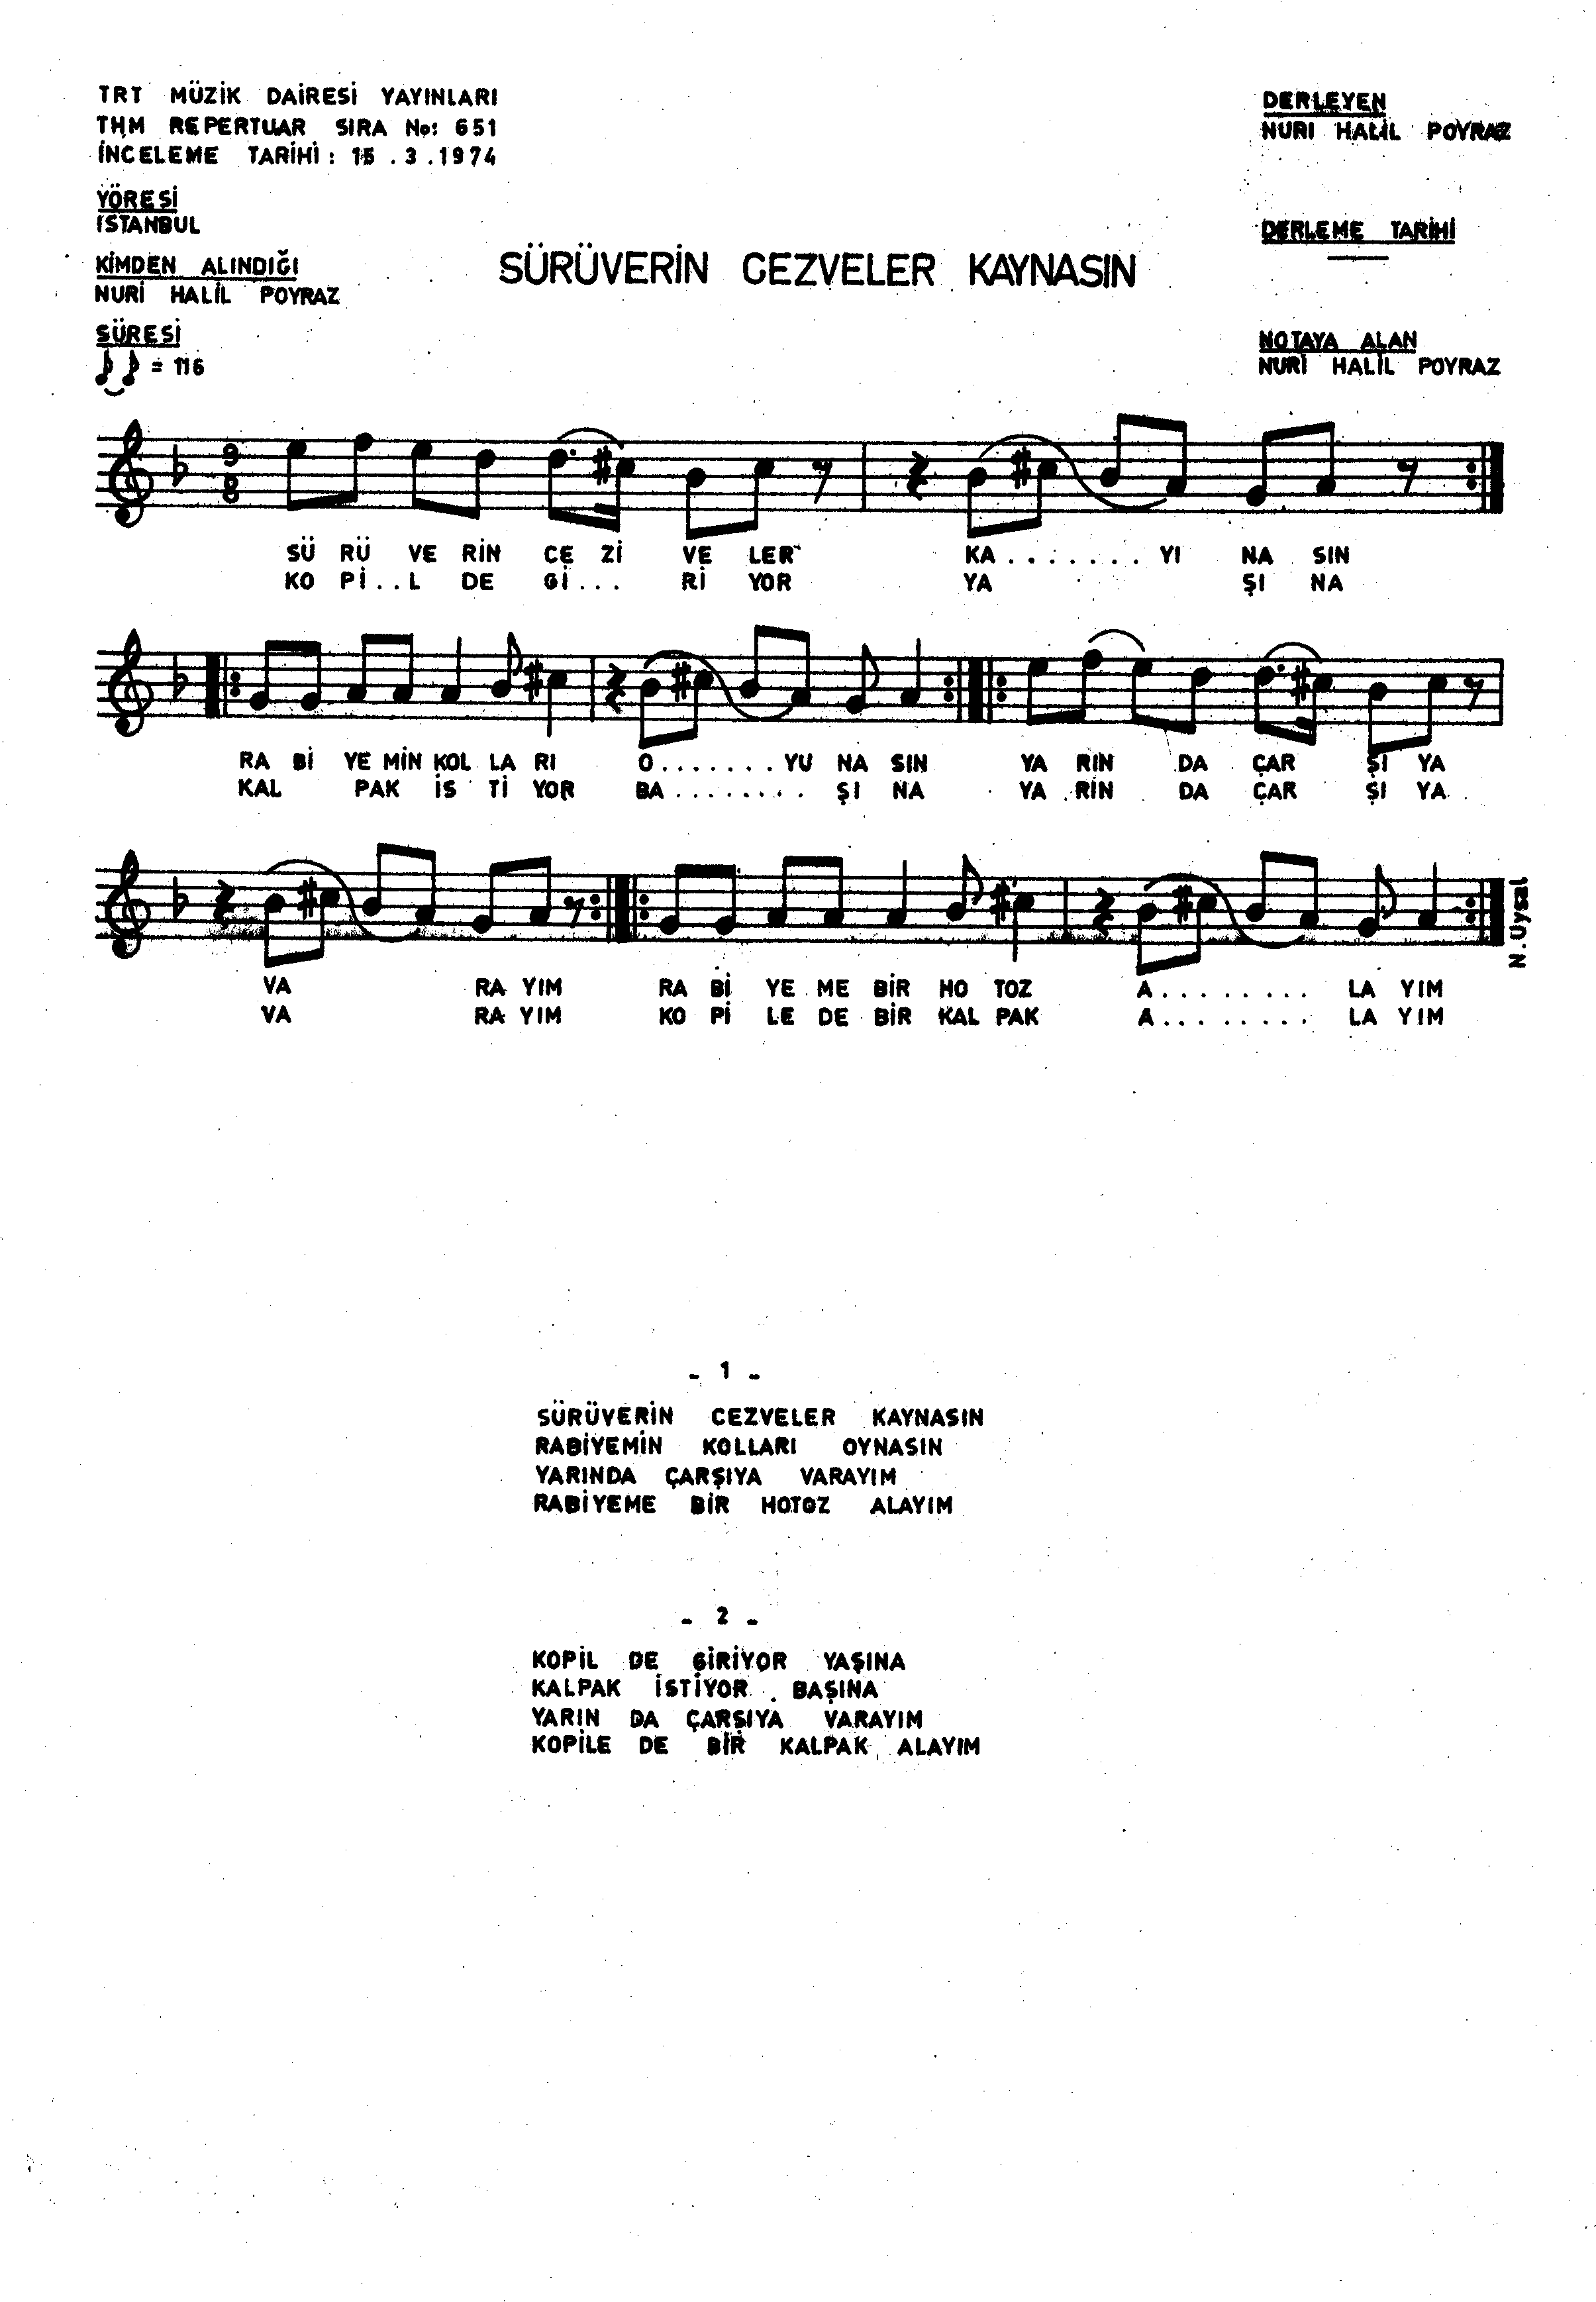 TRT MÜZİK DAİRESİ YAYINLARI
THM REPERTUAR SIRA No: 651
İNCELEME TARİHİ : 15 . 3 . 1974
DERLEYEN
NURI HALİL POYRAZ
YÖRESİ
ISTANBUL
DERLEME TARİHİ
KİMDEN ALINDIĞI
NURİ HALİL POYRAZ
SÜRÜVERİN CEZVELER KAYNASIN
SÜRESİ
= 116
NOTAYA ALAN
NURİ HALİL POYRAZ
9
8
SÜ RÜ VE RİN CE Zİ VE LER KA . . . . . . . YI NA SIN
KO Pİ . . L DE Gİ . . . RİYOR YA ŞI NA
RA Bİ YE MİN KOL LA RI O . . . . . . . YU NA SIN YA RIN DA ÇAR ŞI YA
KAL PAK İS Tİ YOR BA . . . . . . . . ŞI NA YA RİN DA ÇAR ŞI YA
VA RA YIM RA Bİ YE ME BİR HO TOZ A . . . . . . . . . LA YIM
VA RA YIM KO Pİ LE DE BİR KAL PAK A . . . . . . . . . LA YIM
N. Uysal
- 1 -
SÜRÜVERİN CEZVELER KAYNASIN
RABİYEMİN KOLLARI OYNASIN
YARINDA ÇARŞIYA VARAYIM
RABİYEME BİR HOTOZ ALAYIM
- 2 -
KOPİL DE GİRİYOR YAŞINA
KALPAK İSTİYOR BAŞINA
YARIN DA ÇARŞIYA VARAYIM
KOPİLE DE BİR KALPAK ALAYIM